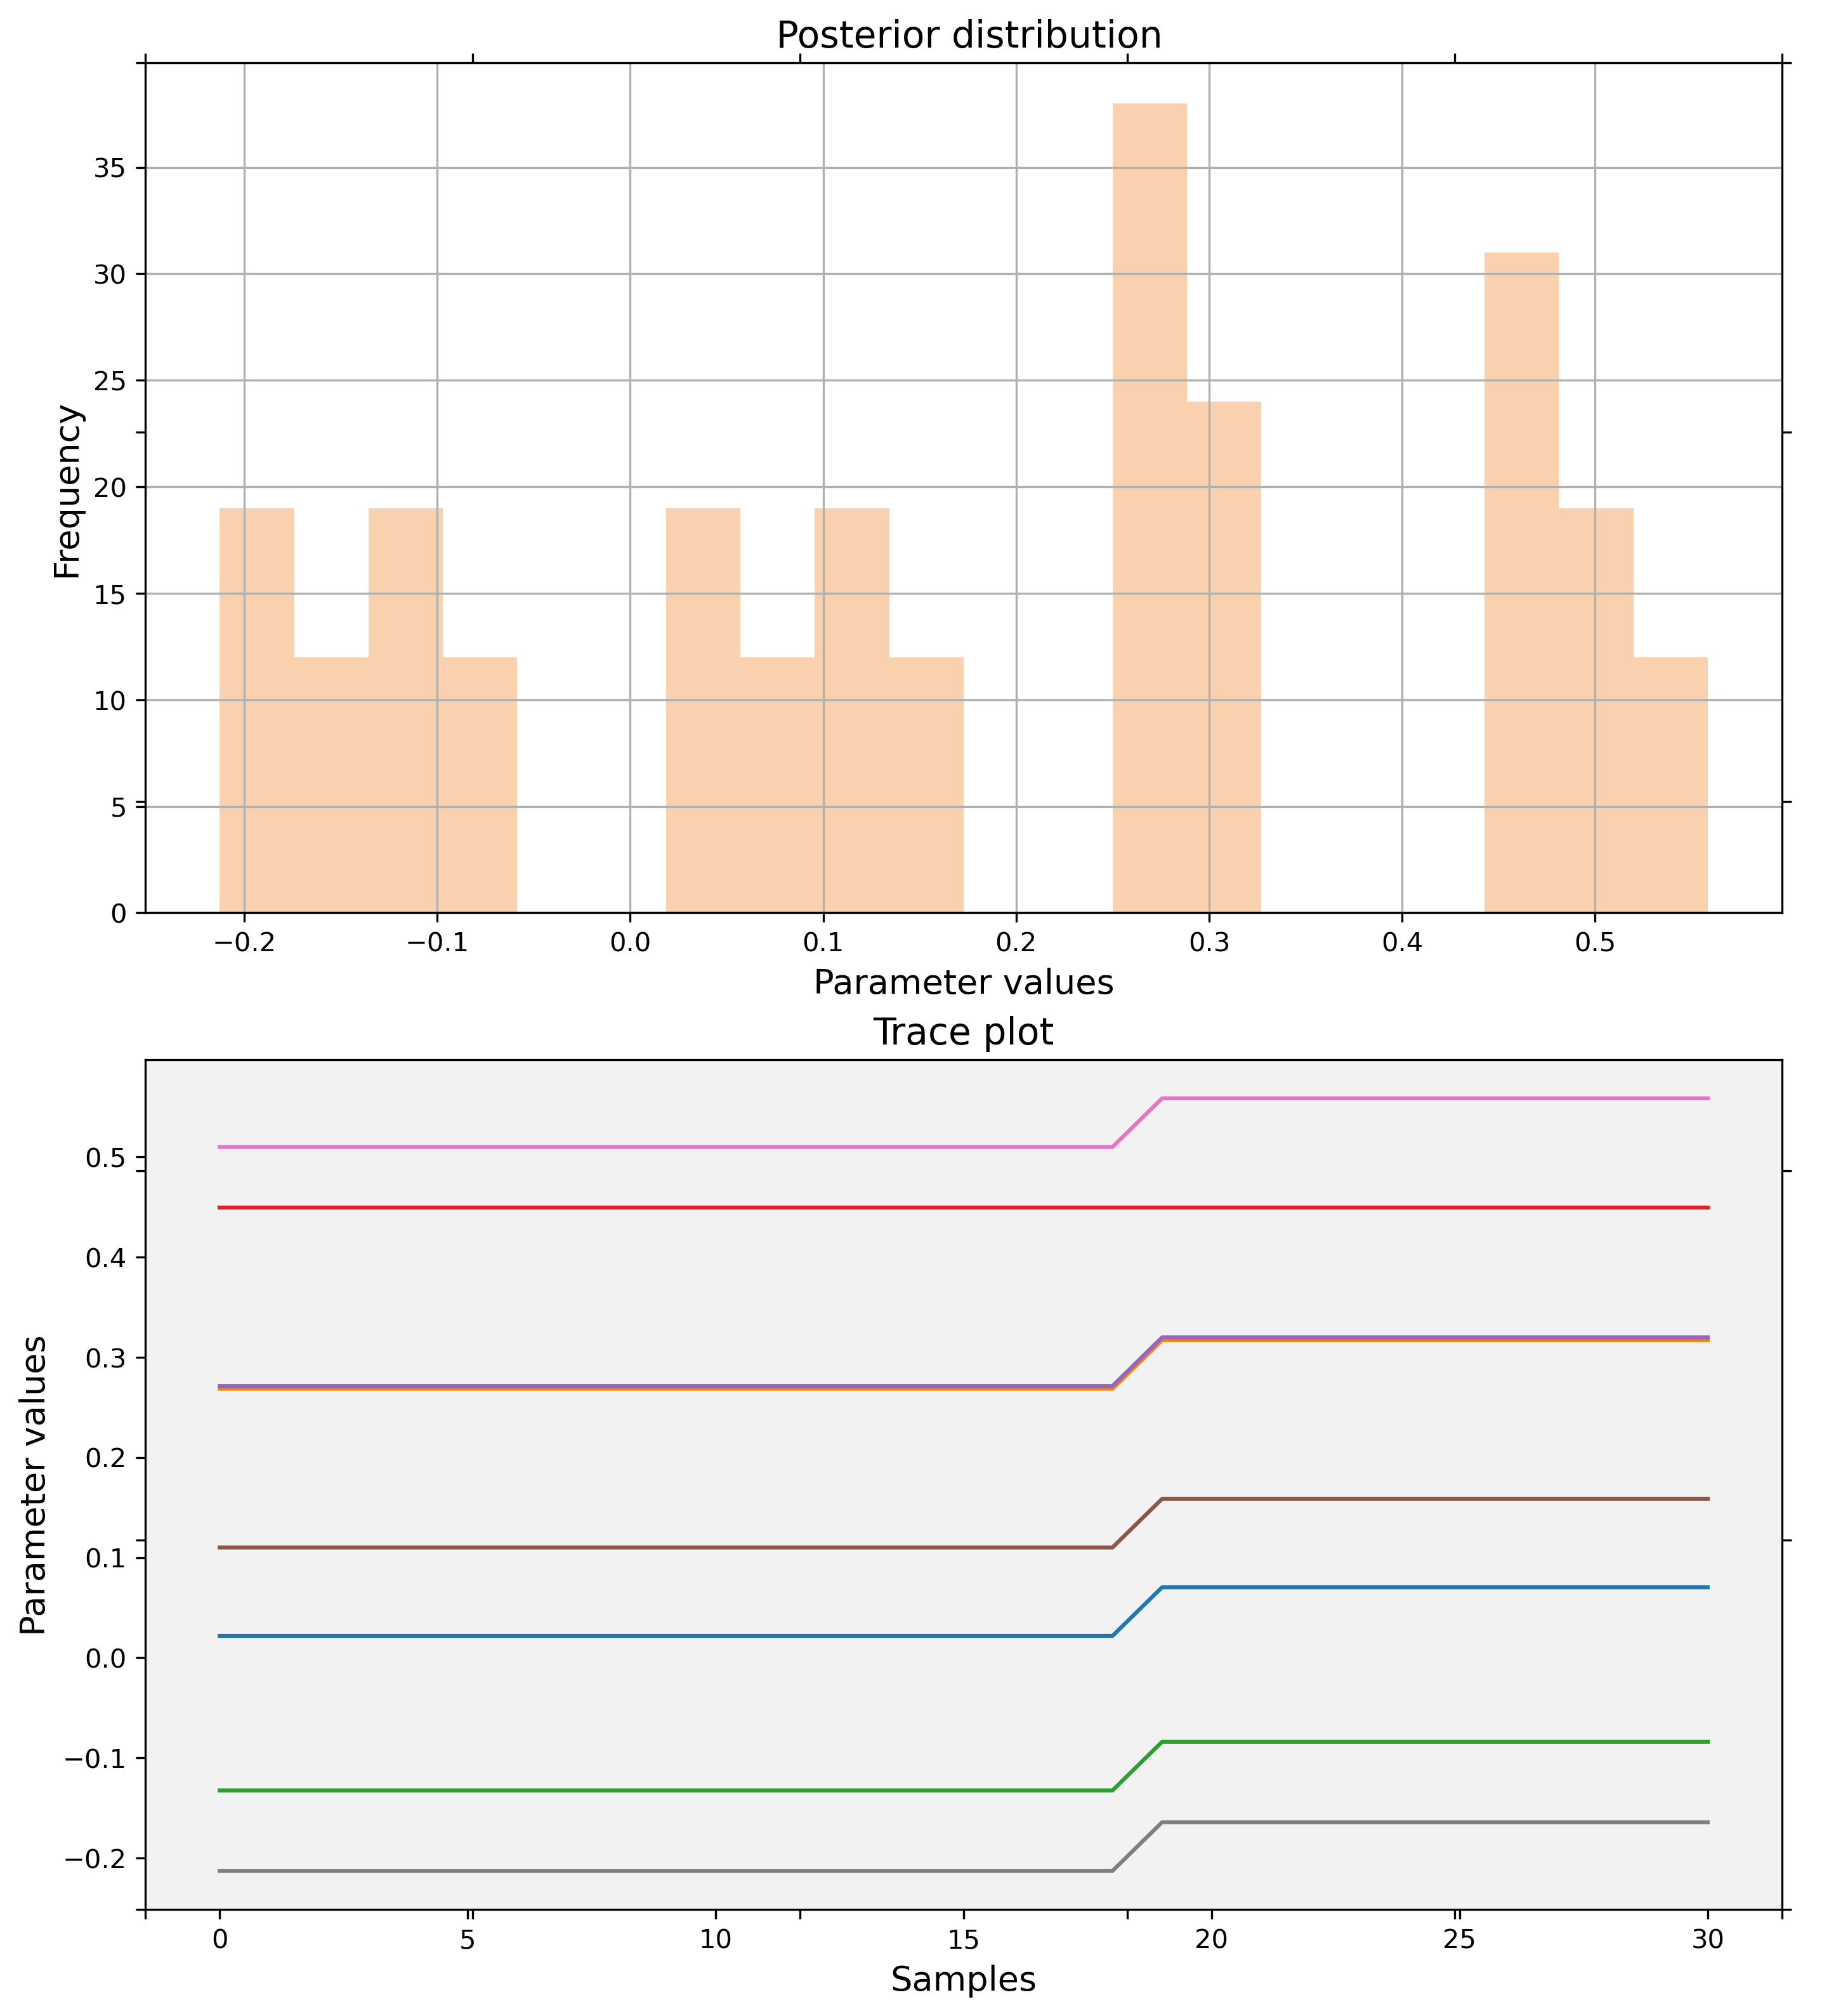 Posterior distribution
35
30
25
20
15
10
5
0
Frequency
−0.2 −0.1 0.0 0.1 0.2 0.3 0.4 0.5
Parameter values
Trace plot
0.5
0.4
0.3
0.2
0.1
0.0
−0.1
−0.2
Parameter values
0 5 10 15 20 25 30
Samples